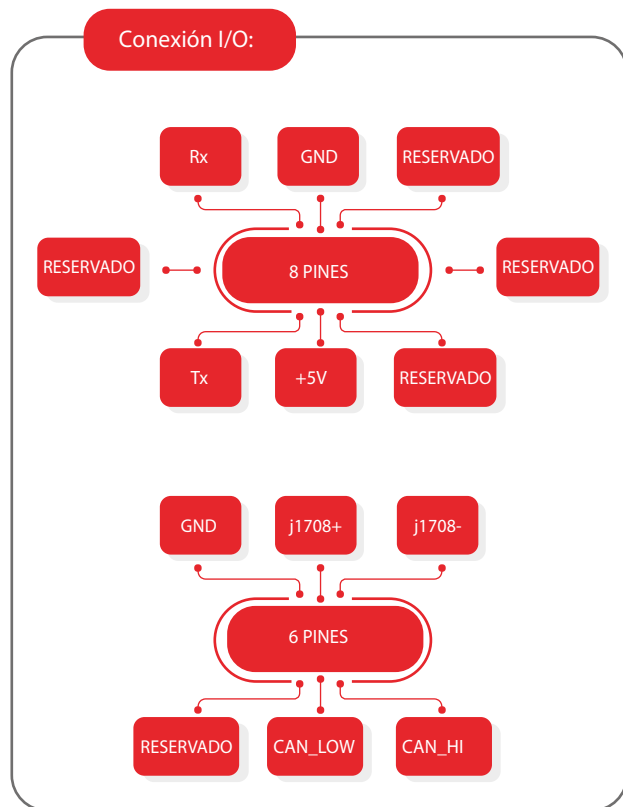 Conexión I/O:
Rx
GND
RESERVADO
RESERVADO
8 PINES
RESERVADO
Tx
+5V
RESERVADO
GND
j1708+
j1708-
6 PINES
RESERVADO
CAN_LOW
CAN_HI